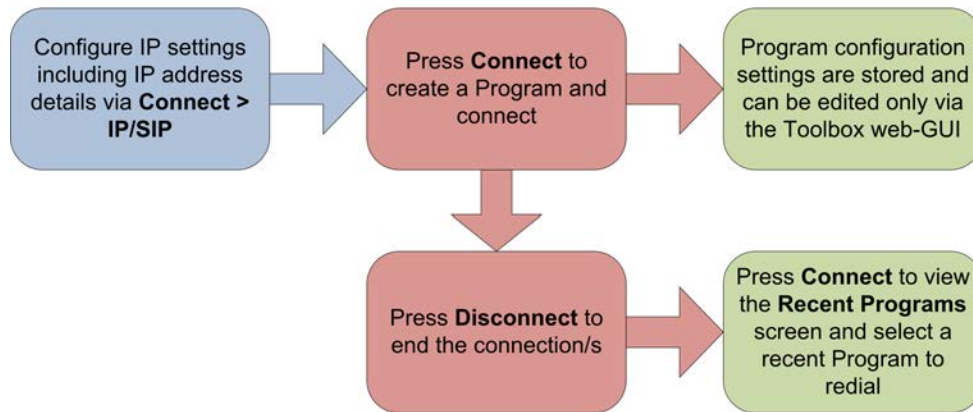 Configure IP settings
including IP address
details via Connect >
IP/SIP
Press Connect to
create a Program and
connect
Program configuration
settings are stored and
can be edited only via
the Toolbox web-GUI
Press Disconnect to
end the connection/s
Press Connect to view
the Recent Programs
screen and select a
recent Program to
redial